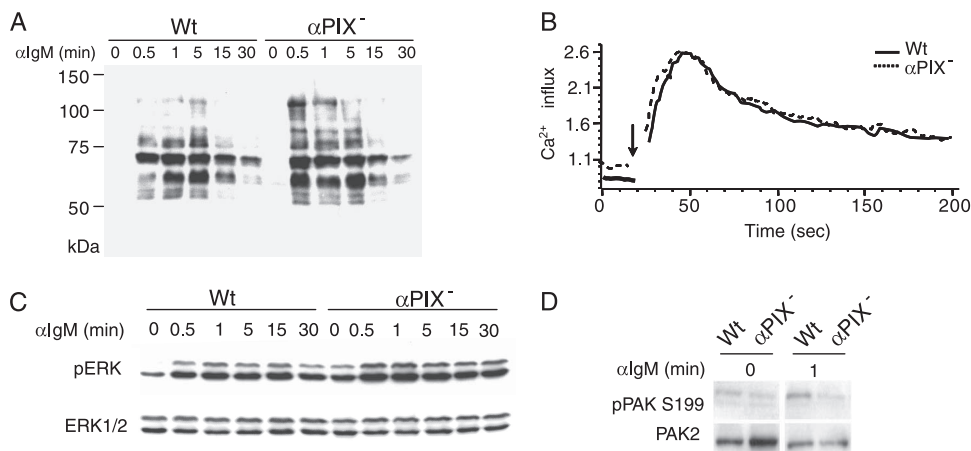 A
Wt αPIX⁻
αIgM (min) 0 0.5 1 5 15 30 0 0.5 1 5 15 30
150
100
75
50
kDa
B
Ca²⁺ influx
2.6
2.1
1.6
1.1
Wt
αPIX⁻
0 50 100 150 200
Time (sec)
C
Wt αPIX⁻
αIgM (min) 0 0.5 1 5 15 30 0 0.5 1 5 15 30
pERK
ERK1/2
D
Wt αPIX⁻ Wt αPIX⁻
αIgM (min) 0 1
pPAK S199
PAK2